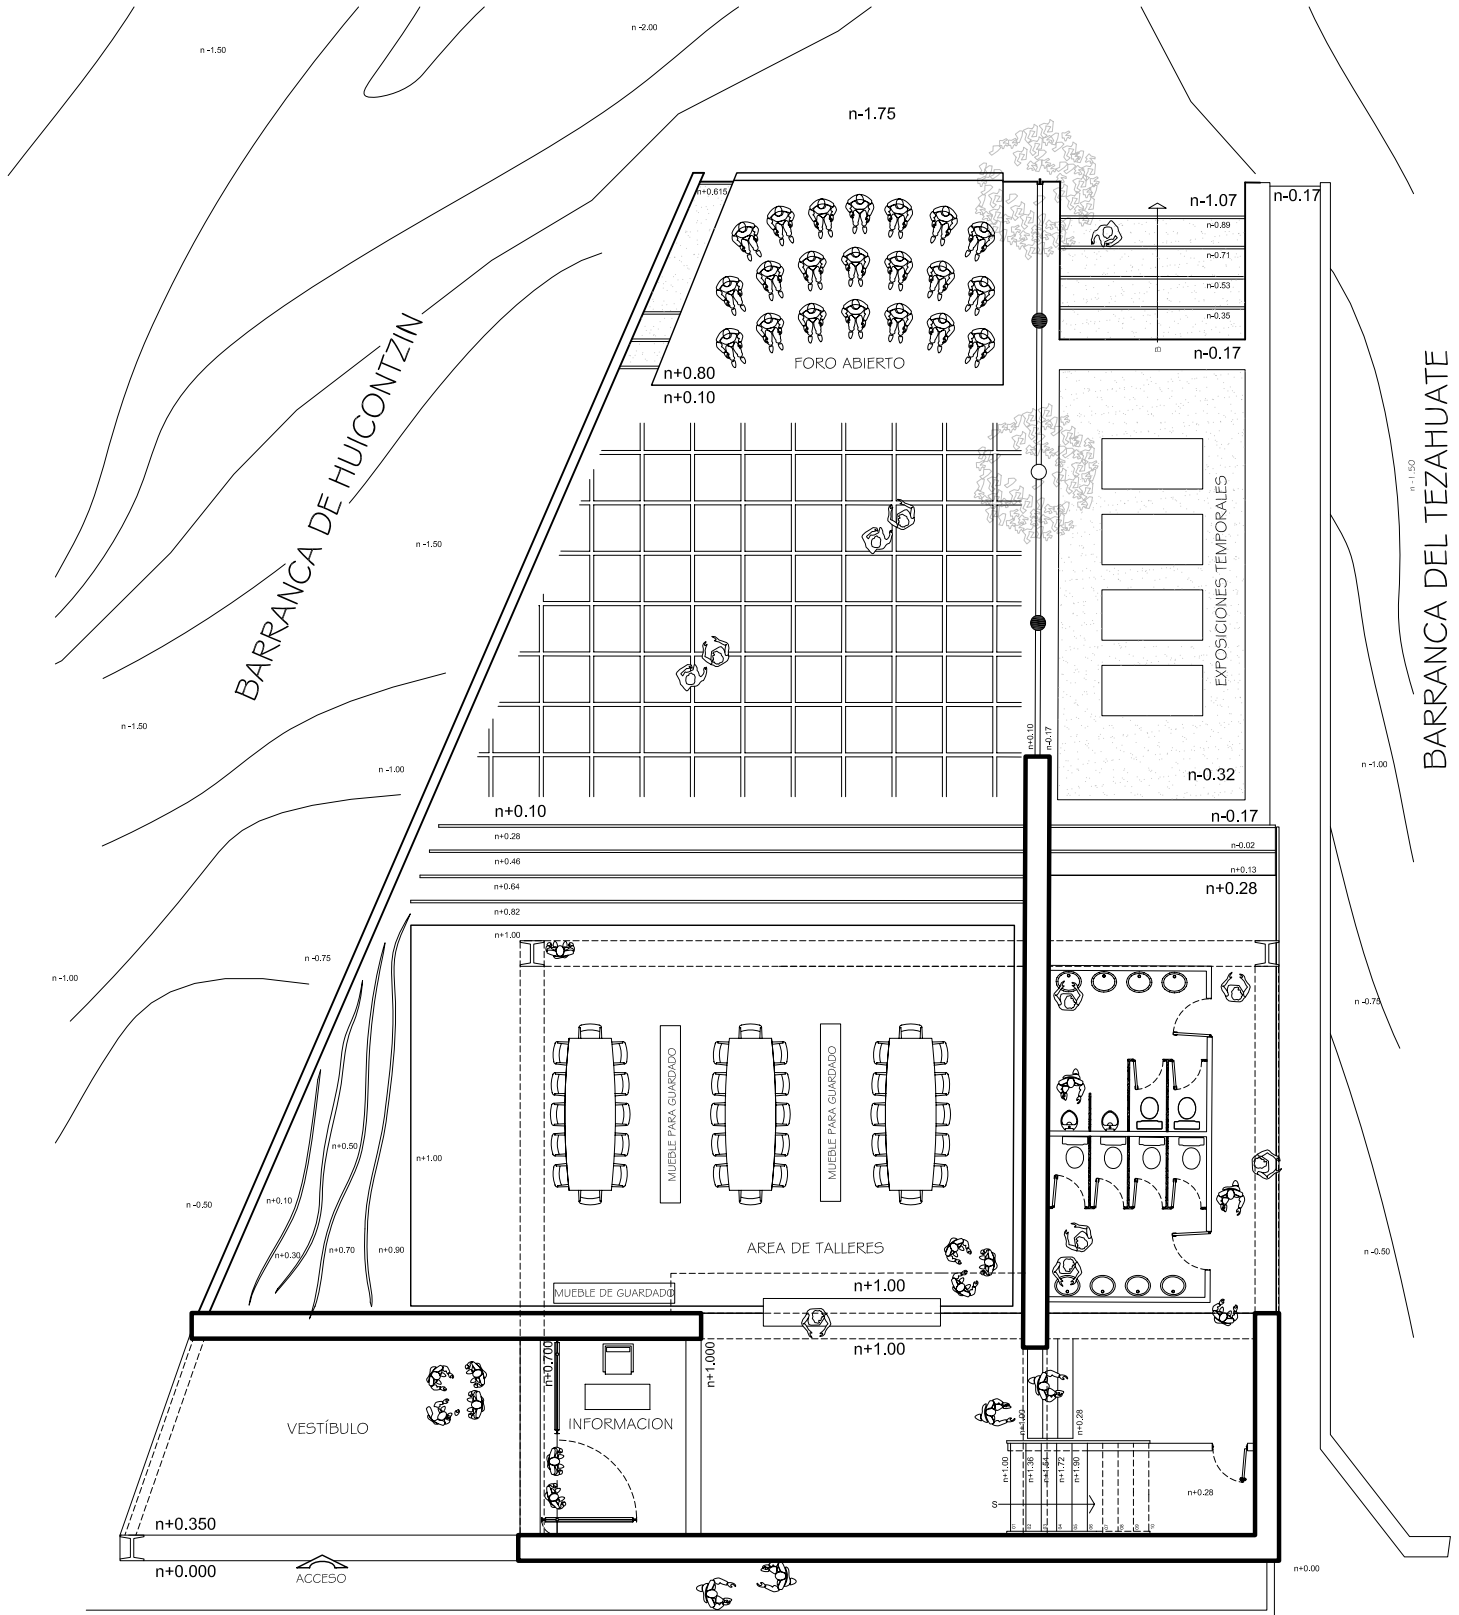 n -1.50
n -2.00
n-1.75
n+0.615
n-1.07
n-0.17
n-0.89
n-0.71
n-0.53
n-0.35
B
n-0.17
FORO ABIERTO
n+0.80
n+0.10
BARRANCA DE HUICONTZIN
BARRANCA DEL TEZAHUATE
n -1.50
n -1.50
EXPOSICIONES TEMPORALES
n -1.50
n+0.10
n-0.17
n -1.00
n -1.00
n-0.32
n+0.10
n-0.17
n+0.28
n-0.02
n+0.46
n+0.13
n+0.64
n+0.28
n+0.82
n+1.00
n -0.75
n -1.00
n -0.75
MUEBLE PARA GUARDADO
MUEBLE PARA GUARDADO
n+0.50
n+1.00
n+0.10
n -0.50
n+0.30
n+0.70
n+0.90
AREA DE TALLERES
n -0.50
MUEBLE DE GUARDADO
n+1.00
n+1.00
n+0.700
n+1.000
VESTÍBULO
INFORMACION
n+1.00
n+0.28
n+1.00
n+1.36
n+1.54
n+1.72
n+1.90
n+0.28
S
n+0.350
n+0.000
ACCESO
n+0.00